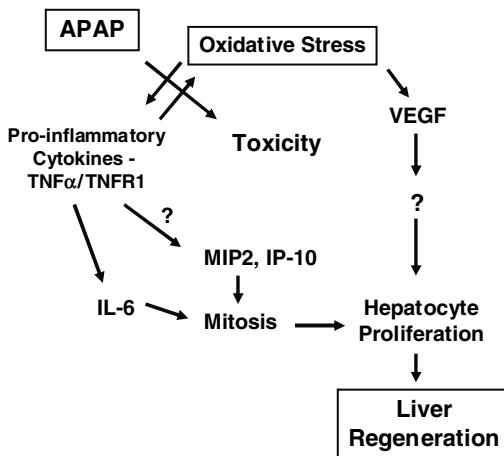 APAP
Oxidative Stress
VEGF
Pro-inflammatory
Cytokines -
TNFα/TNFR1
Toxicity
?
?
MIP2, IP-10
IL-6
Mitosis
Hepatocyte
Proliferation
Liver
Regeneration